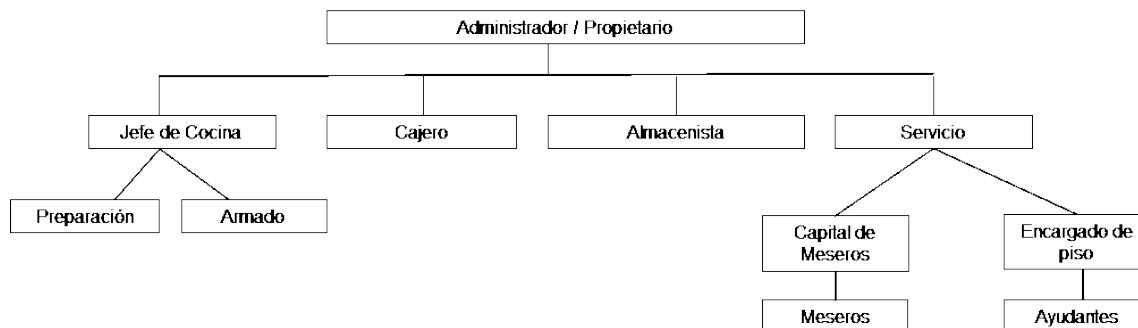 Administrador / Propietario
Jefe de Cocina
Cajero
Almacenista
Servicio
Preparación
Armado
Capital de
Meseros
Encargado de
piso
Meseros
Ayudantes